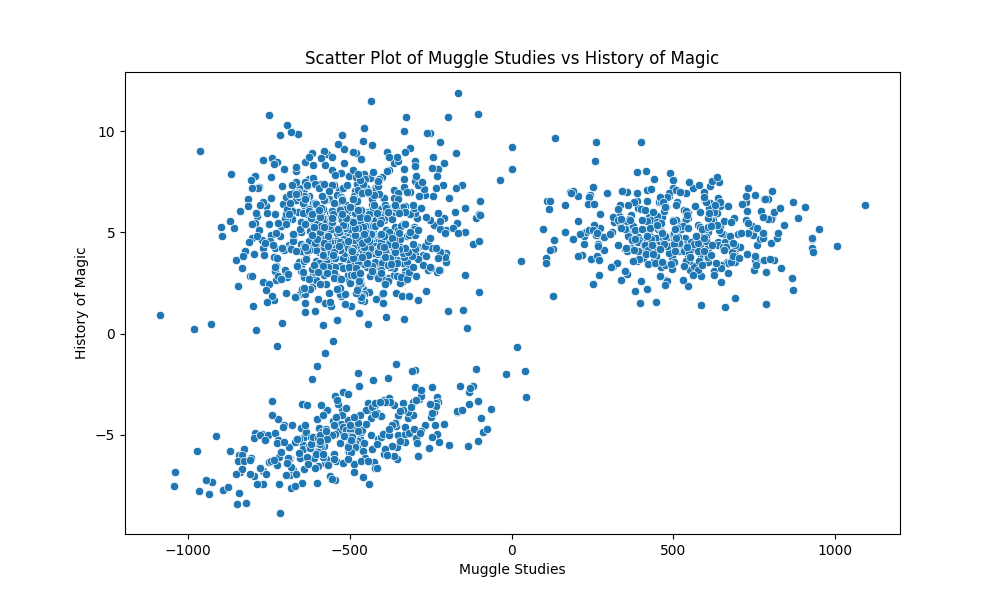 Scatter Plot of Muggle Studies vs History of Magic
10
5
0
−5
History of Magic
−1000 −500 0 500 1000
Muggle Studies